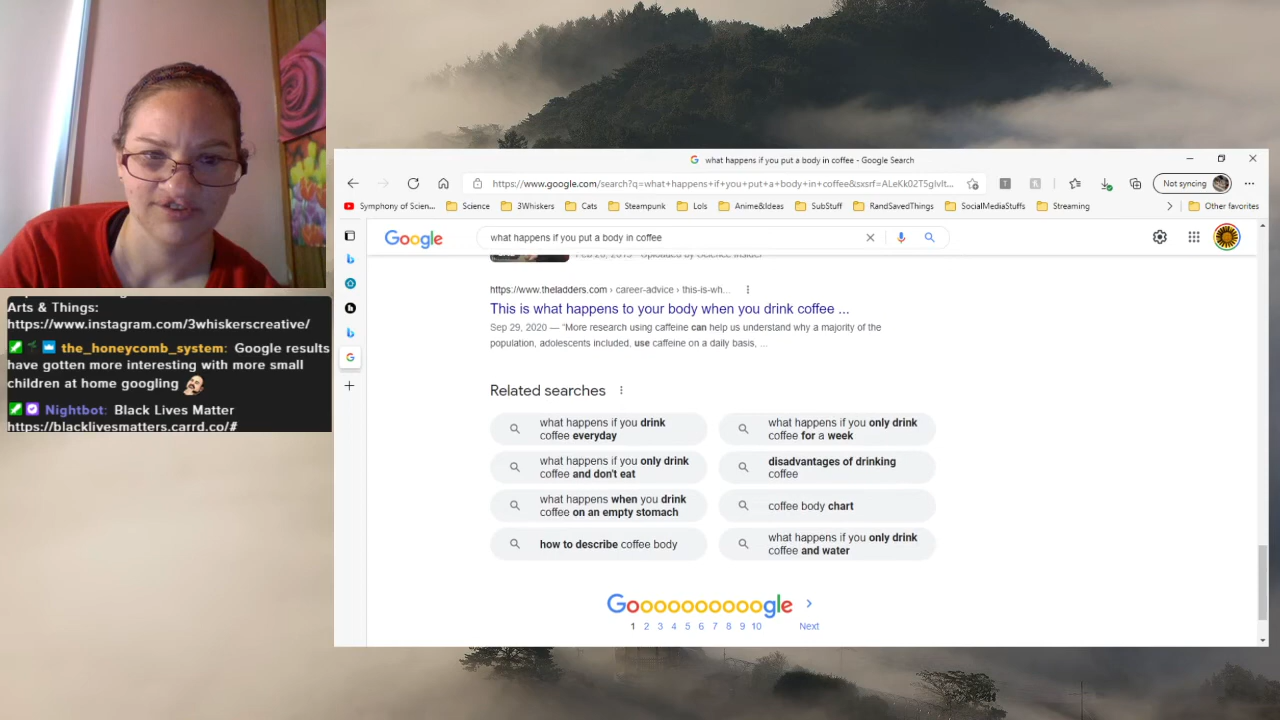 Arts & Things:
https://www.instagram.com/3whiskerscreative/
the_honeycomb_system: Google results
have gotten more interesting with more small
children at home googling
Nightbot: Black Lives Matter
https://blacklivesmatters.carrd.co/#
what happens if you put a body in coffee - Google Search
https://www.google.com/search?q=what+happens+if+you+put+a+body+in+coffee&sxsrf=ALeKk02T5glvIt...
Not syncing
Symphony of Scien...
Science
3Whiskers
Cats
Steampunk
Lols
Anime&Ideas
SubStuff
RandSavedThings
SocialMediaStuffs
Streaming
Other favorites
Google
what happens if you put a body in coffee
https://www.theladders.com › career-advice › this-is-wh...
This is what happens to your body when you drink coffee ...
Sep 29, 2020 — "More research using caffeine can help us understand why a majority of the
population, adolescents included, use caffeine on a daily basis, ...
Related searches
what happens if you drink
coffee everyday
what happens if you only drink
coffee for a week
what happens if you only drink
coffee and don't eat
disadvantages of drinking
coffee
what happens when you drink
coffee on an empty stomach
coffee body chart
how to describe coffee body
what happens if you only drink
coffee and water
Goooooooooogle
1 2 3 4 5 6 7 8 9 10 Next